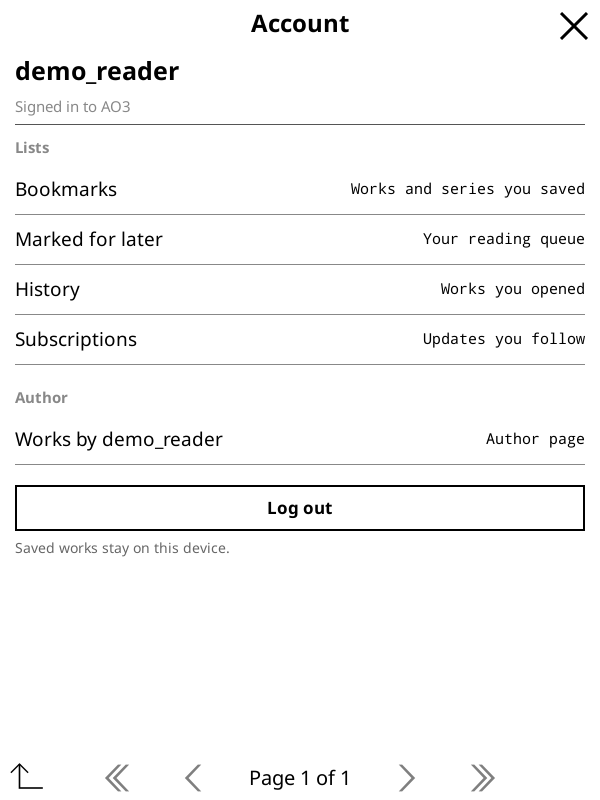 Account
demo_reader
Signed in to AO3
Lists
Bookmarks Works and series you saved
Marked for later Your reading queue
History Works you opened
Subscriptions Updates you follow
Author
Works by demo_reader Author page
Log out
Saved works stay on this device.
Page 1 of 1